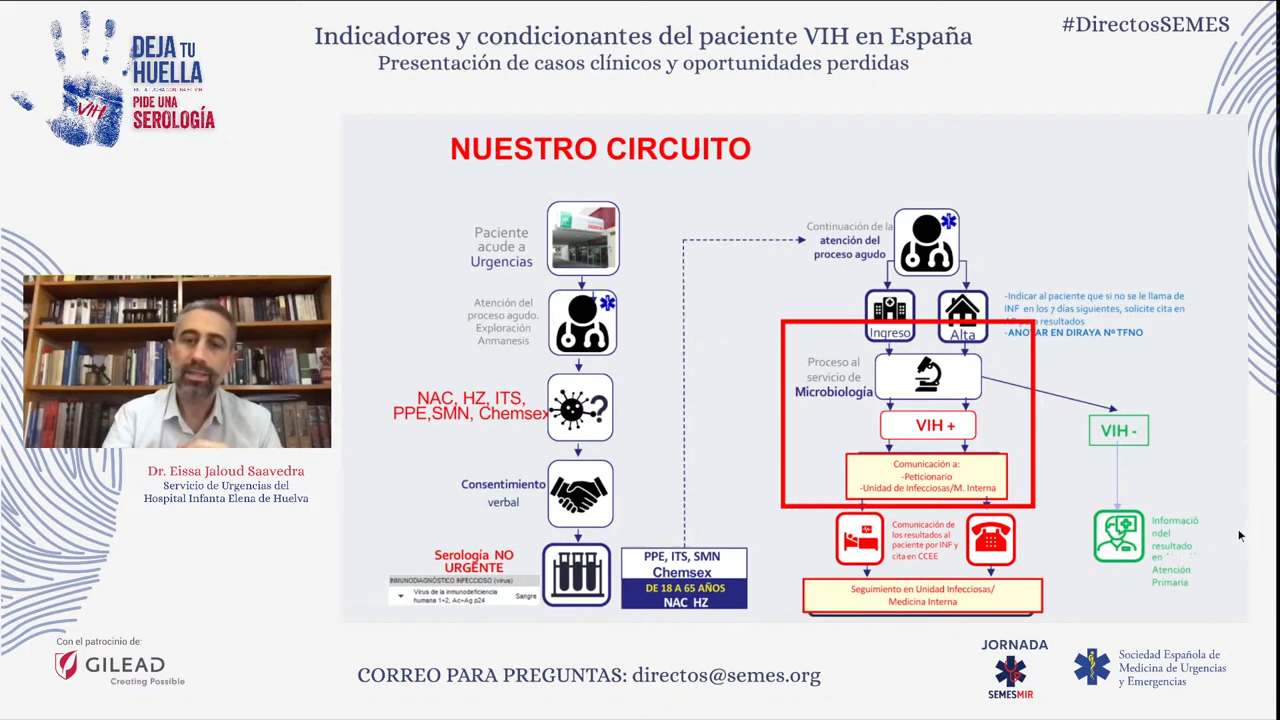 Indicadores y condicionantes del paciente VIH en España
Presentación de casos clínicos y oportunidades perdidas
#DirectosSEMES
DEJA TU
HUELLA
PIDE UNA
SEROLOGÍA
VIH
NUESTRO CIRCUITO
Paciente
acude a
Urgencias
Atención del
proceso agudo.
Exploración
Anmanesis
NAC, HZ, ITS,
PPE,SMN, Chemsex
?
Consentimiento
verbal
Serología NO
URGENTE
INMUNODIAGNÓSTICO INFECCIOSO (virus)
Virus de la inmunodeficiencia
humana 1+2, Ac+Ag p24
Sangre
PPE, ITS, SMN
Chemsex
DE 18 A 65 AÑOS
NAC HZ
Continuación de la
atención del
proceso agudo
Ingreso
Alta
-Indicar al paciente que si no se le llama de
INF en los 7 días siguientes, solicite cita en
resultados
-ANOTAR EN DIRAYA Nº TFNO
Proceso al
servicio de
Microbiología
VIH +
VIH -
Comunicación a:
-Peticionario
-Unidad de Infecciosas/M. Interna
Comunicación de
los resultados al
paciente por INF y
cita en CCEE
Seguimiento en Unidad Infecciosas/
Medicina Interna
Informació
ndel
resultado
en
Atención
Primaria
Dr. Eissa Jaloud Saavedra
Servicio de Urgencias del
Hospital Infanta Elena de Huelva
Con el patrocinio de:
GILEAD
Creating Possible
CORREO PARA PREGUNTAS: directos@semes.org
JORNADA
SEMESMIR
Sociedad Española de
Medicina de Urgencias
y Emergencias